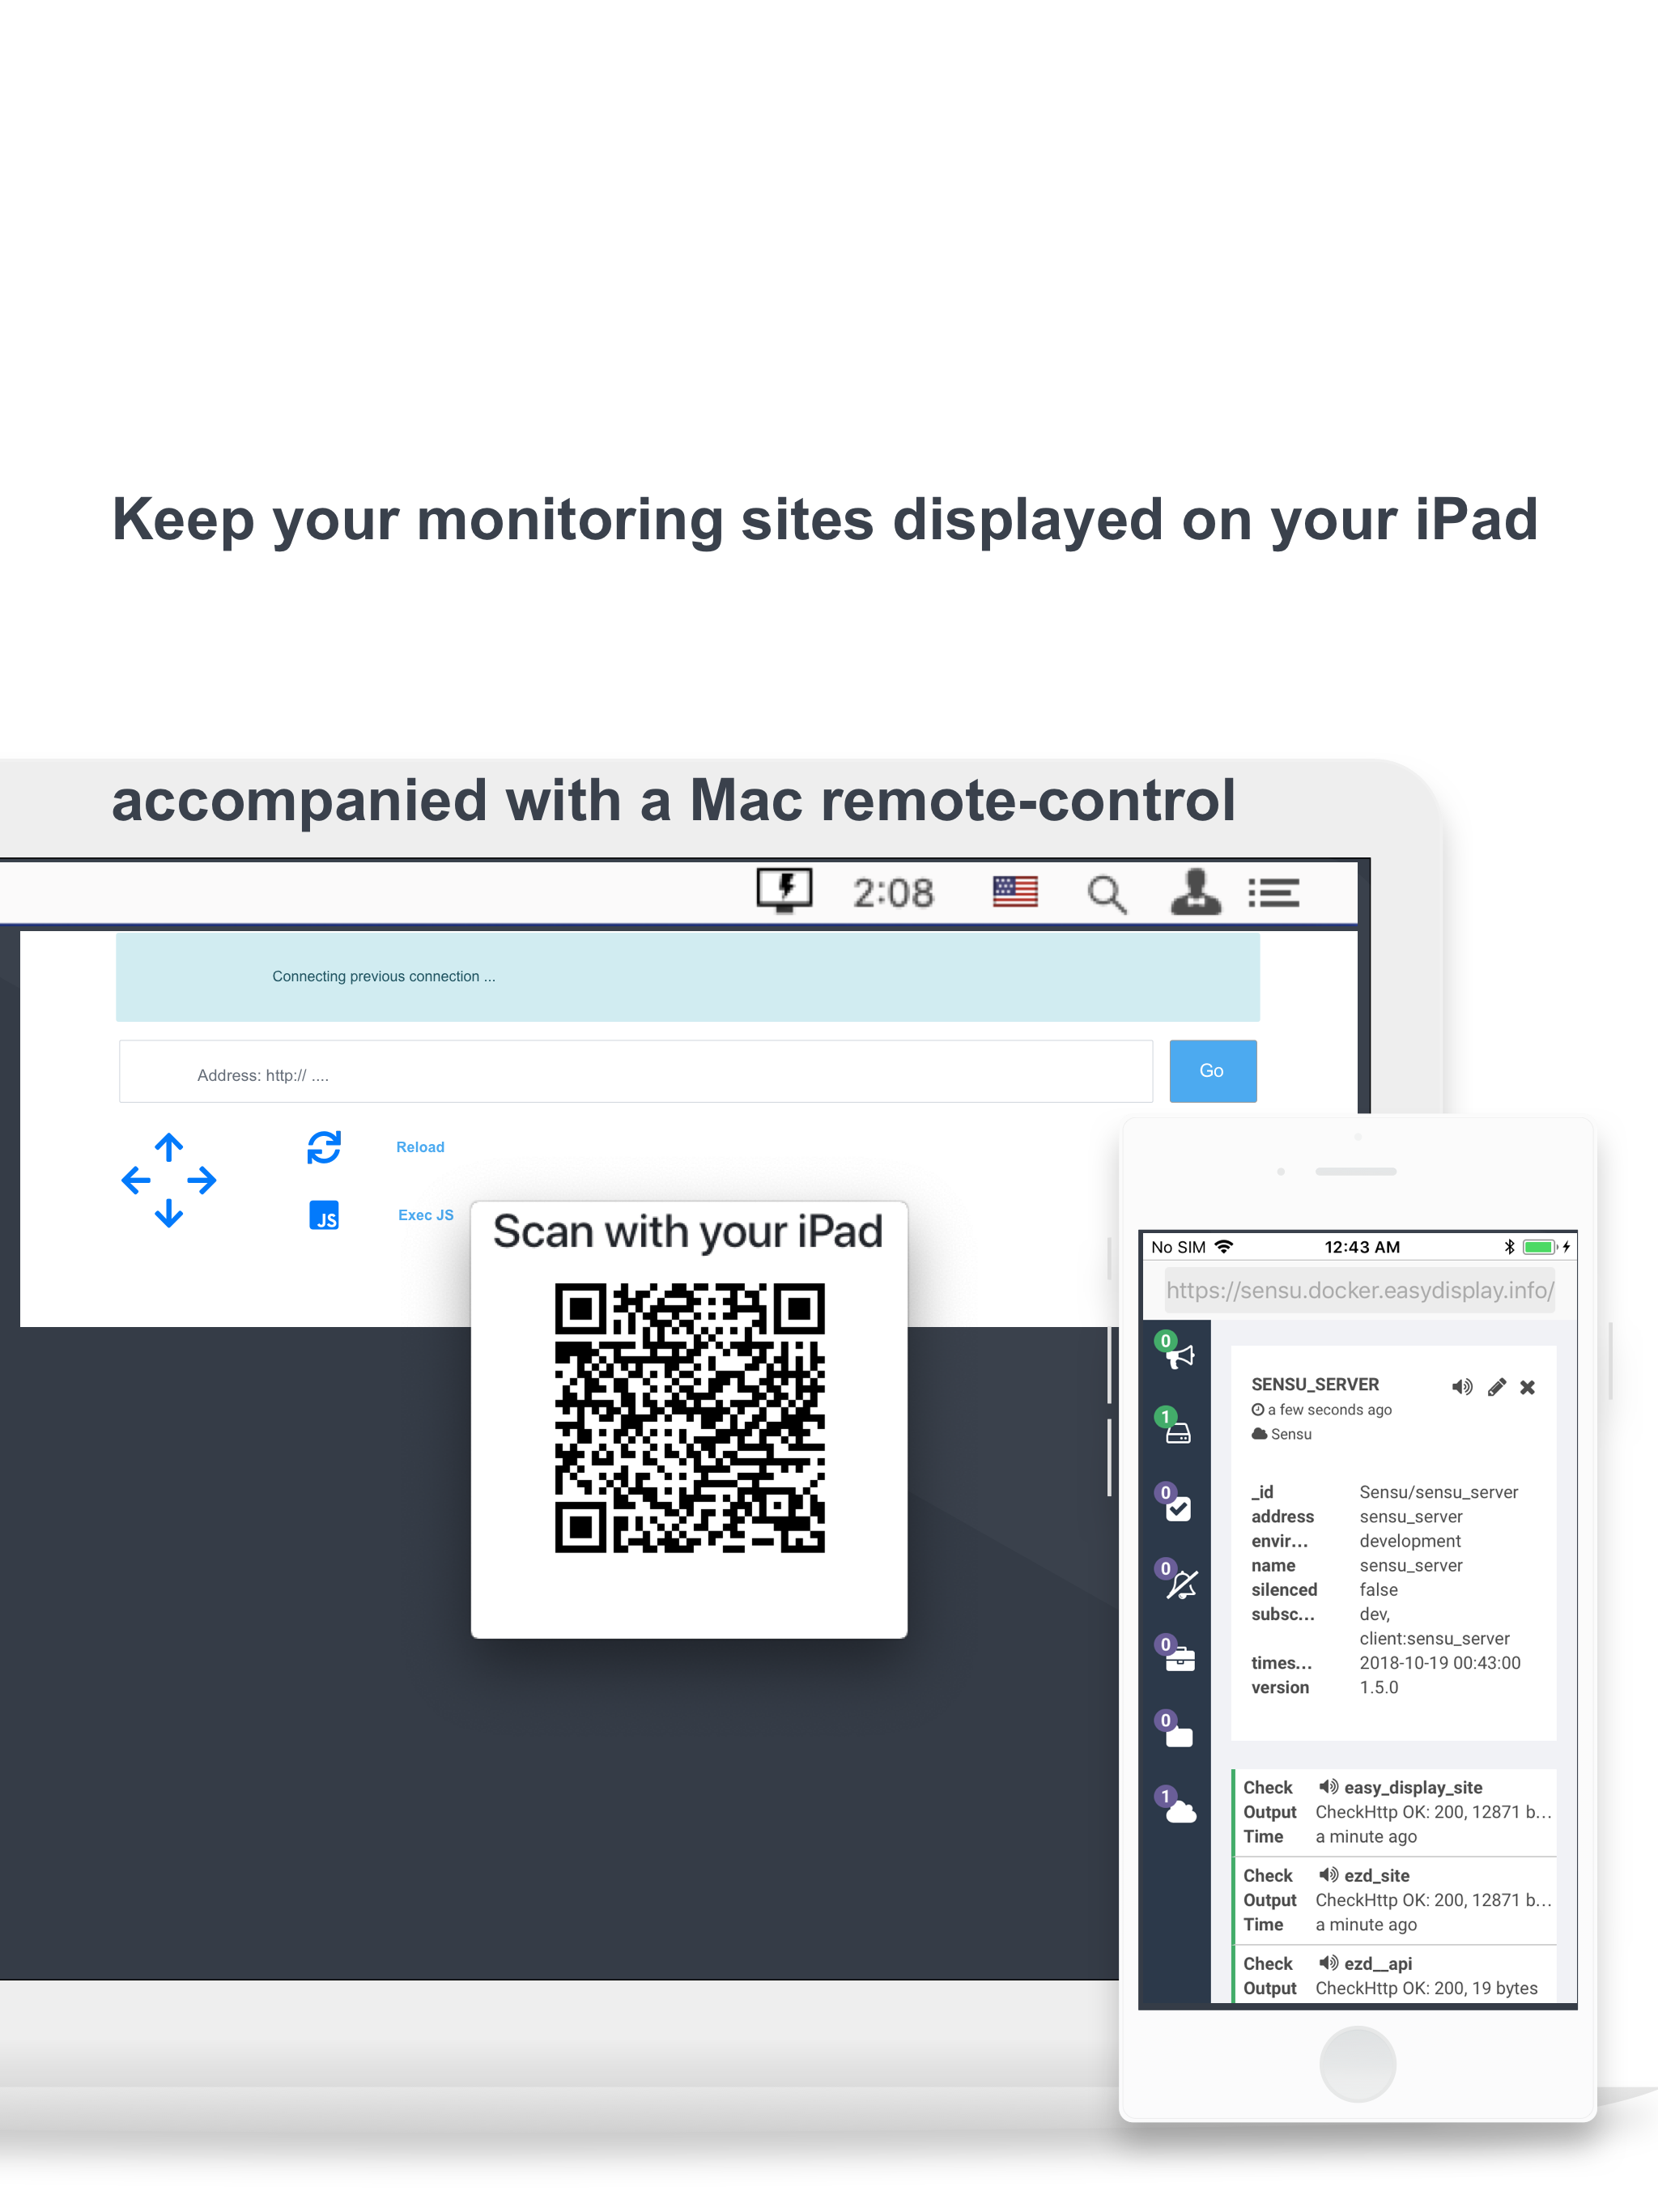 Keep your monitoring sites displayed on your iPad
accompanied with a Mac remote-control
2:08
Connecting previous connection ...
Address: http:// ....
Go
Reload
JS
Exec JS
Scan with your iPad
No SIM 12:43 AM
https://sensu.docker.easydisplay.info/
0
1
0
0
0
0
1
SENSU_SERVER
a few seconds ago
Sensu
_id Sensu/sensu_server
address sensu_server
envir... development
name sensu_server
silenced false
subsc... dev,
client:sensu_server
times... 2018-10-19 00:43:00
version 1.5.0
Check easy_display_site
Output CheckHttp OK: 200, 12871 b...
Time a minute ago
Check ezd_site
Output CheckHttp OK: 200, 12871 b...
Time a minute ago
Check ezd__api
Output CheckHttp OK: 200, 19 bytes